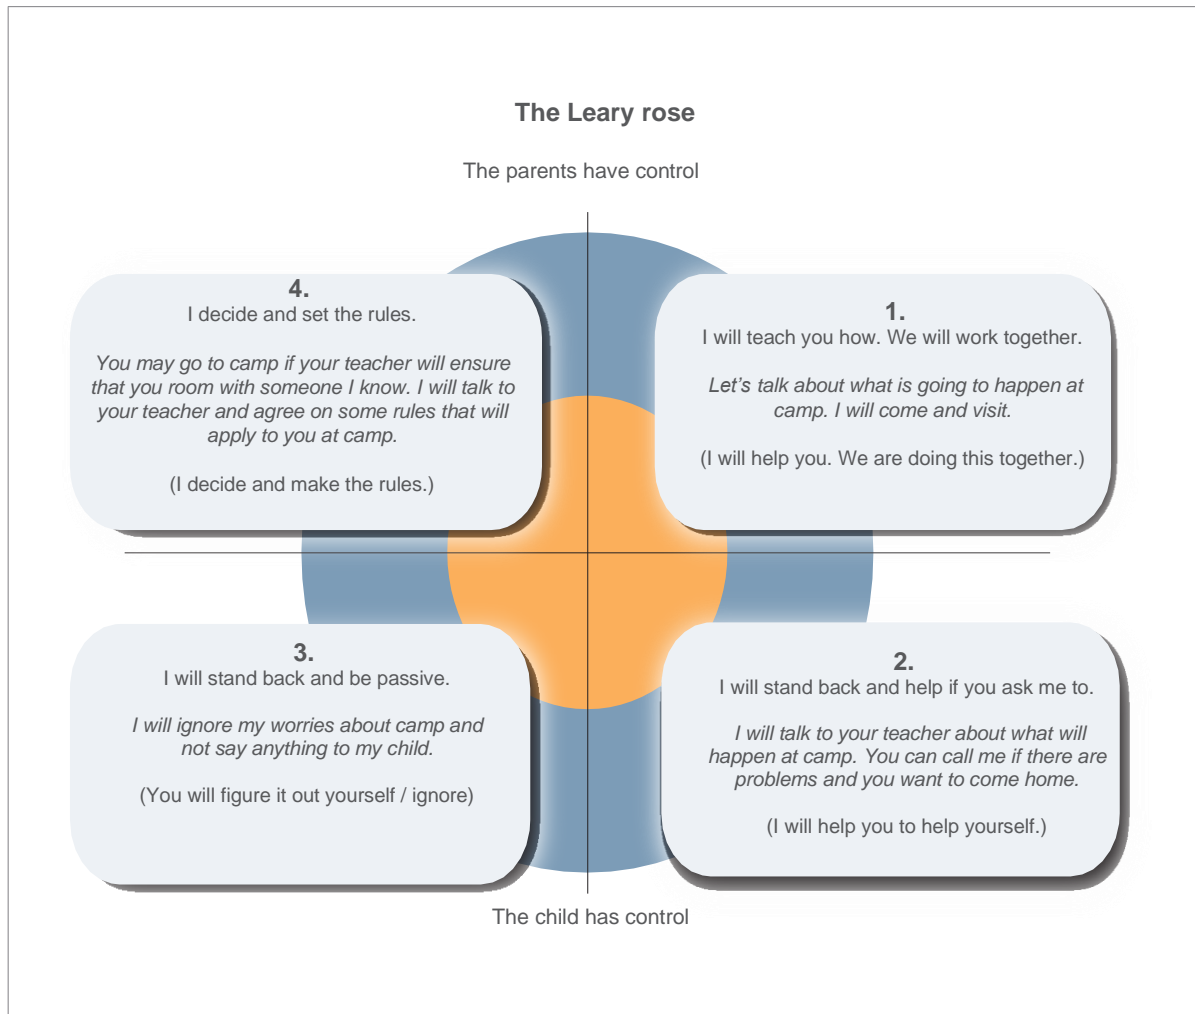 The Leary rose
The parents have control
4.
I decide and set the rules.
You may go to camp if your teacher will ensure
that you room with someone I know. I will talk to
your teacher and agree on some rules that will
apply to you at camp.
(I decide and make the rules.)
1.
I will teach you how. We will work together.
Let’s talk about what is going to happen at
camp. I will come and visit.
(I will help you. We are doing this together.)
3.
I will stand back and be passive.
I will ignore my worries about camp and
not say anything to my child.
(You will figure it out yourself / ignore)
2.
I will stand back and help if you ask me to.
I will talk to your teacher about what will
happen at camp. You can call me if there are
problems and you want to come home.
(I will help you to help yourself.)
The child has control